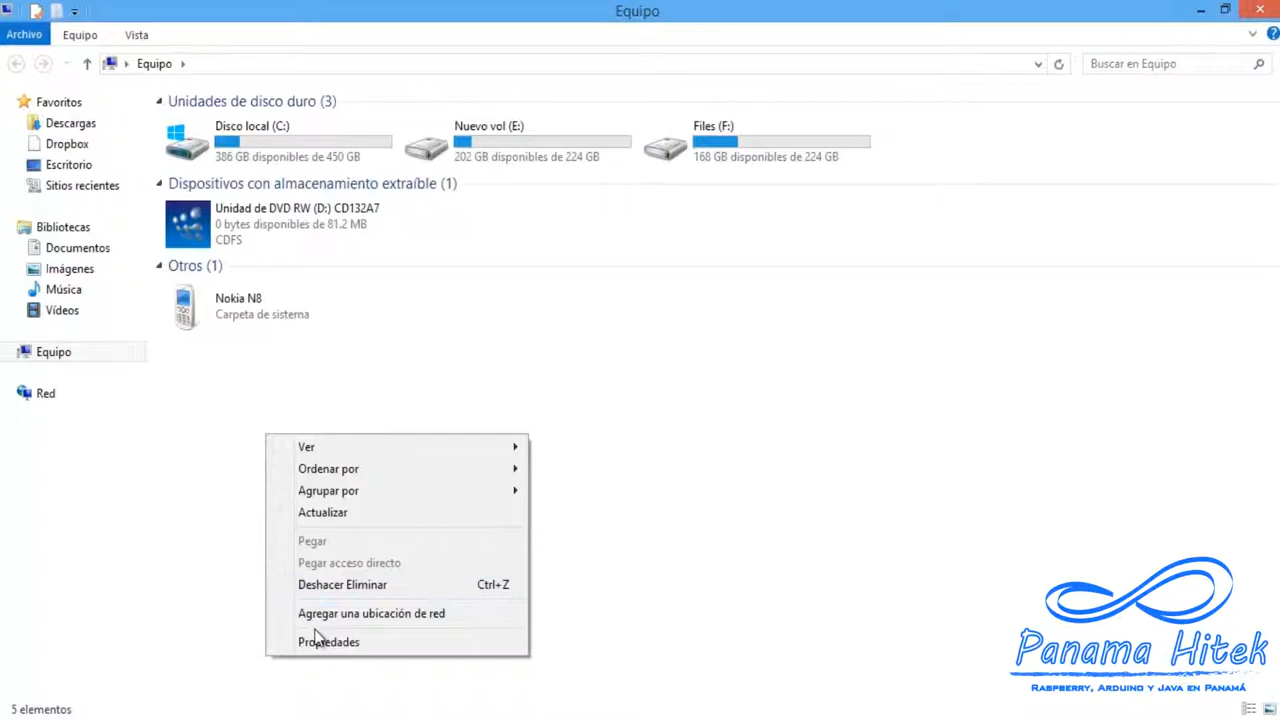 Equipo
Archivo
Equipo
Vista
Equipo
Buscar en Equipo
Favoritos
Descargas
Dropbox
Escritorio
Sitios recientes
Bibliotecas
Documentos
Imágenes
Música
Vídeos
Equipo
Red
Unidades de disco duro (3)
Disco local (C:)
386 GB disponibles de 450 GB
Nuevo vol (E:)
202 GB disponibles de 224 GB
Files (F:)
168 GB disponibles de 224 GB
Dispositivos con almacenamiento extraíble (1)
Unidad de DVD RW (D:) CD132A7
0 bytes disponibles de 81.2 MB
CDFS
Otros (1)
Nokia N8
Carpeta de sistema
Ver
Ordenar por
Agrupar por
Actualizar
Pegar
Pegar acceso directo
Deshacer Eliminar Ctrl+Z
Agregar una ubicación de red
Propiedades
Panama Hitek
Raspberry, Arduino y Java en Panamá
5 elementos